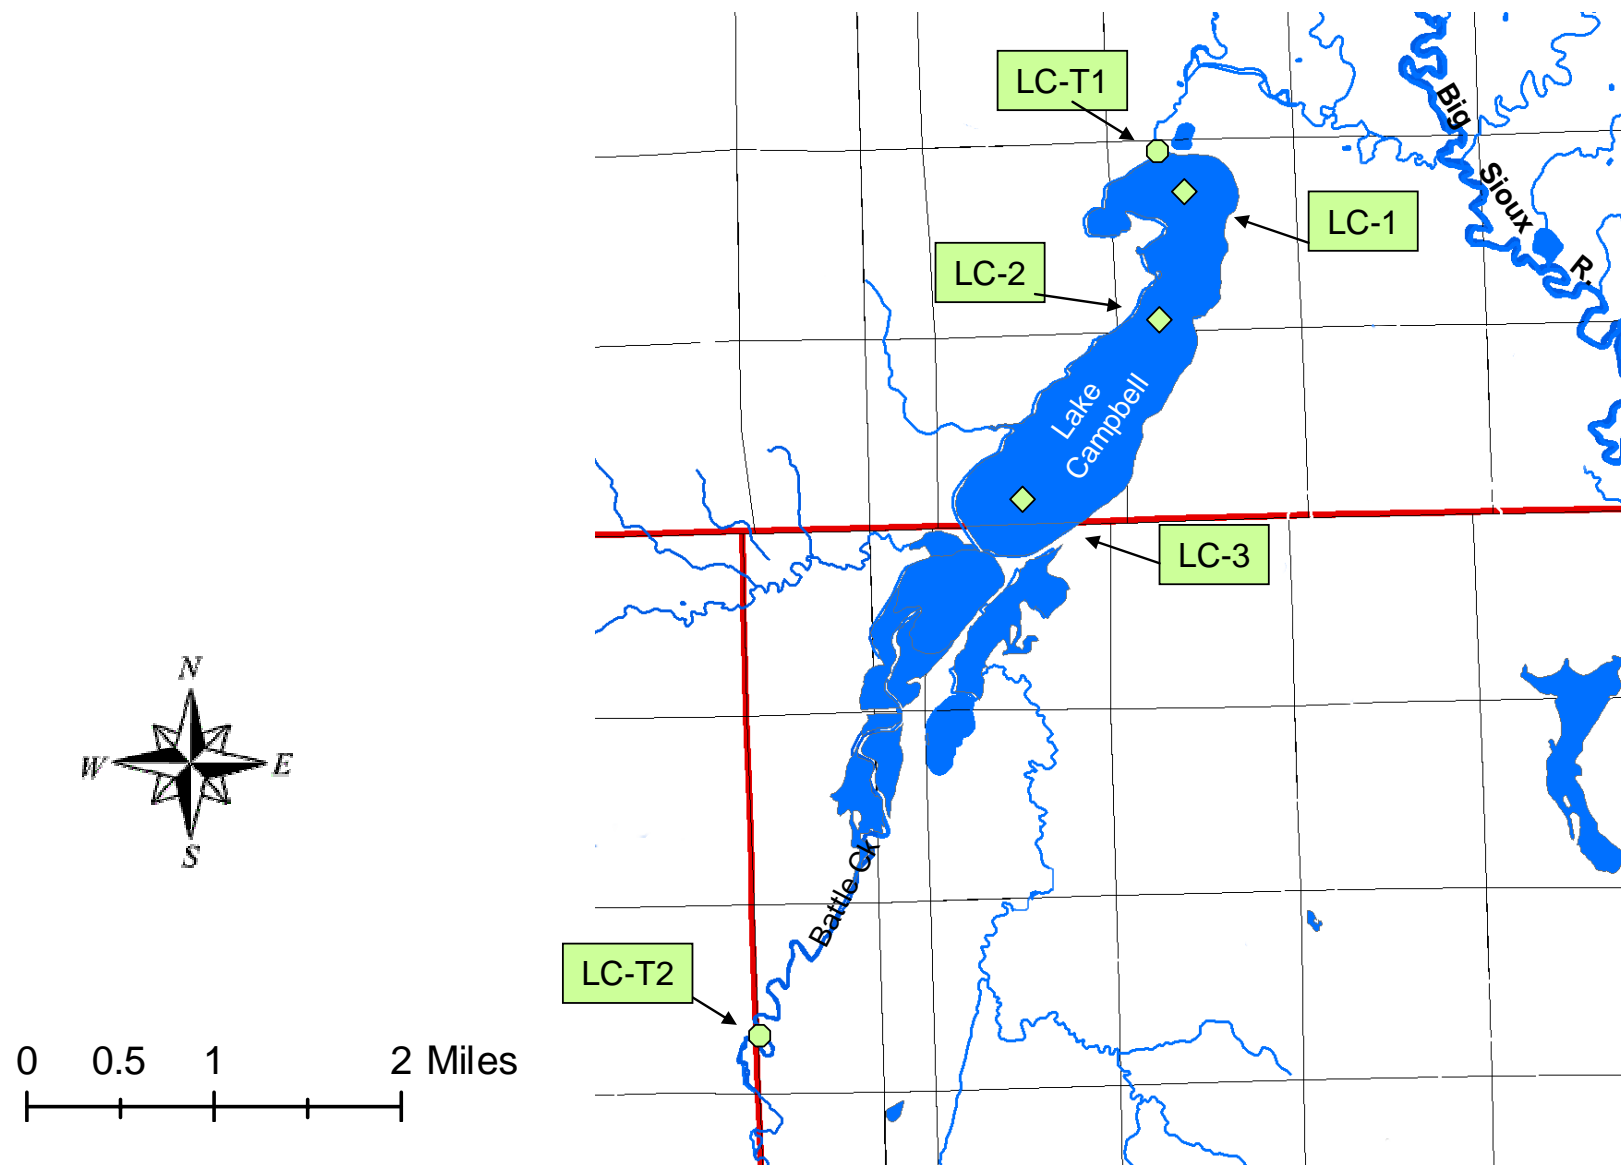 LC-T1
Big
Sioux
R.
LC-1
LC-2
Lake
Campbell
LC-3
N
W
E
S
Battle Ck
LC-T2
0 0.5 1 2 Miles